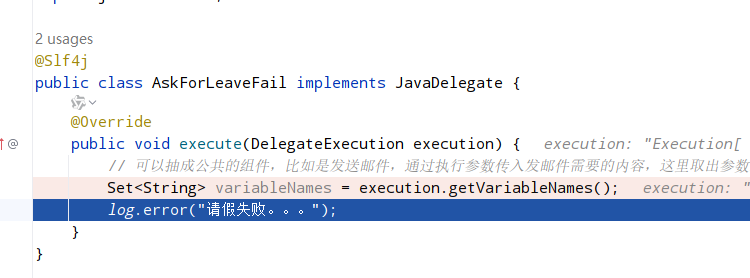 2 usages
@Slf4j
public class AskForLeaveFail implements JavaDelegate {
@Override
public void execute(DelegateExecution execution) { execution: "Execution[
// 可以抽成公共的组件，比如是发送邮件，通过执行参数传入发邮件需要的内容，这里取出参数
Set<String> variableNames = execution.getVariableNames(); execution: "
log.error("请假失败。。。");
}
}